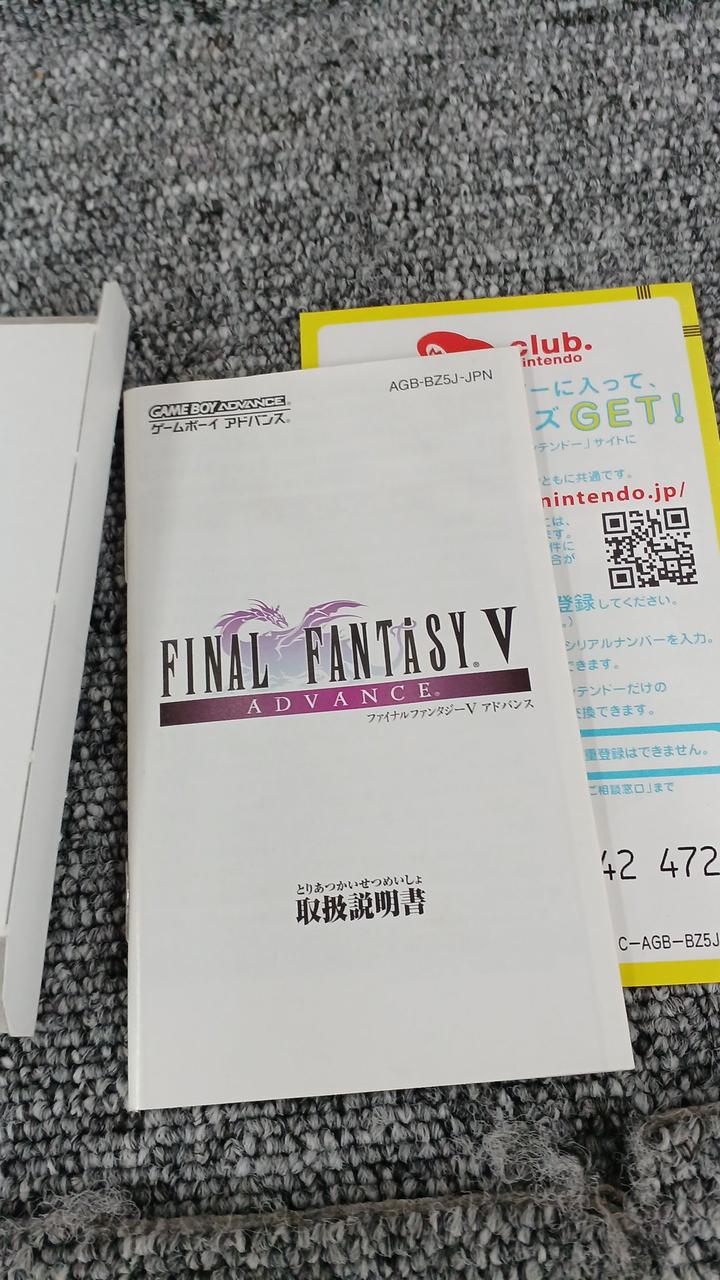 AGB-BZ5J-JPN
GAME BOY ADVANCE
ゲームボーイ アドバンス®
FINAL FANTASY® V
ADVANCE®
ファイナルファンタジーV アドバンス
とりあつかいせつめいしょ
取扱説明書
club.
nintendo
ーに入って、
ズGET!
ンテンドー」サイトに
ともに共通です。
nintendo.jp/
には、
ます。
件に
合が
登録してください。
シリアルナンバーを入力。
できます。
ンテンドーだけの
交換できます。
重登録はできません。
ご相談窓口」まで
42 472
C-AGB-BZ5J